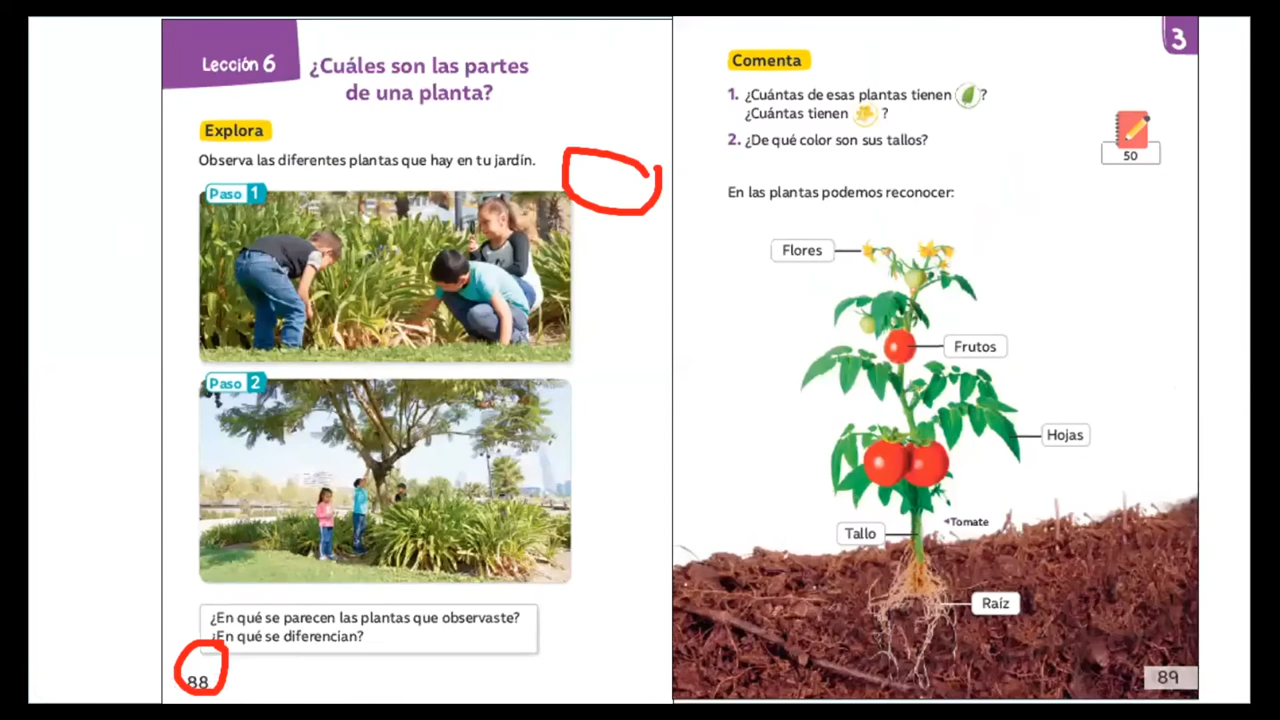 Lección 6
¿Cuáles son las partes
de una planta?
Explora
Observa las diferentes plantas que hay en tu jardín.
Paso 1
Paso 2
¿En qué se parecen las plantas que observaste?
¿En qué se diferencian?
88
3
Comenta
1. ¿Cuántas de esas plantas tienen ?
¿Cuántas tienen ?
2. ¿De qué color son sus tallos?
50
En las plantas podemos reconocer:
Flores
Frutos
Hojas
Tomate
Tallo
Raíz
89